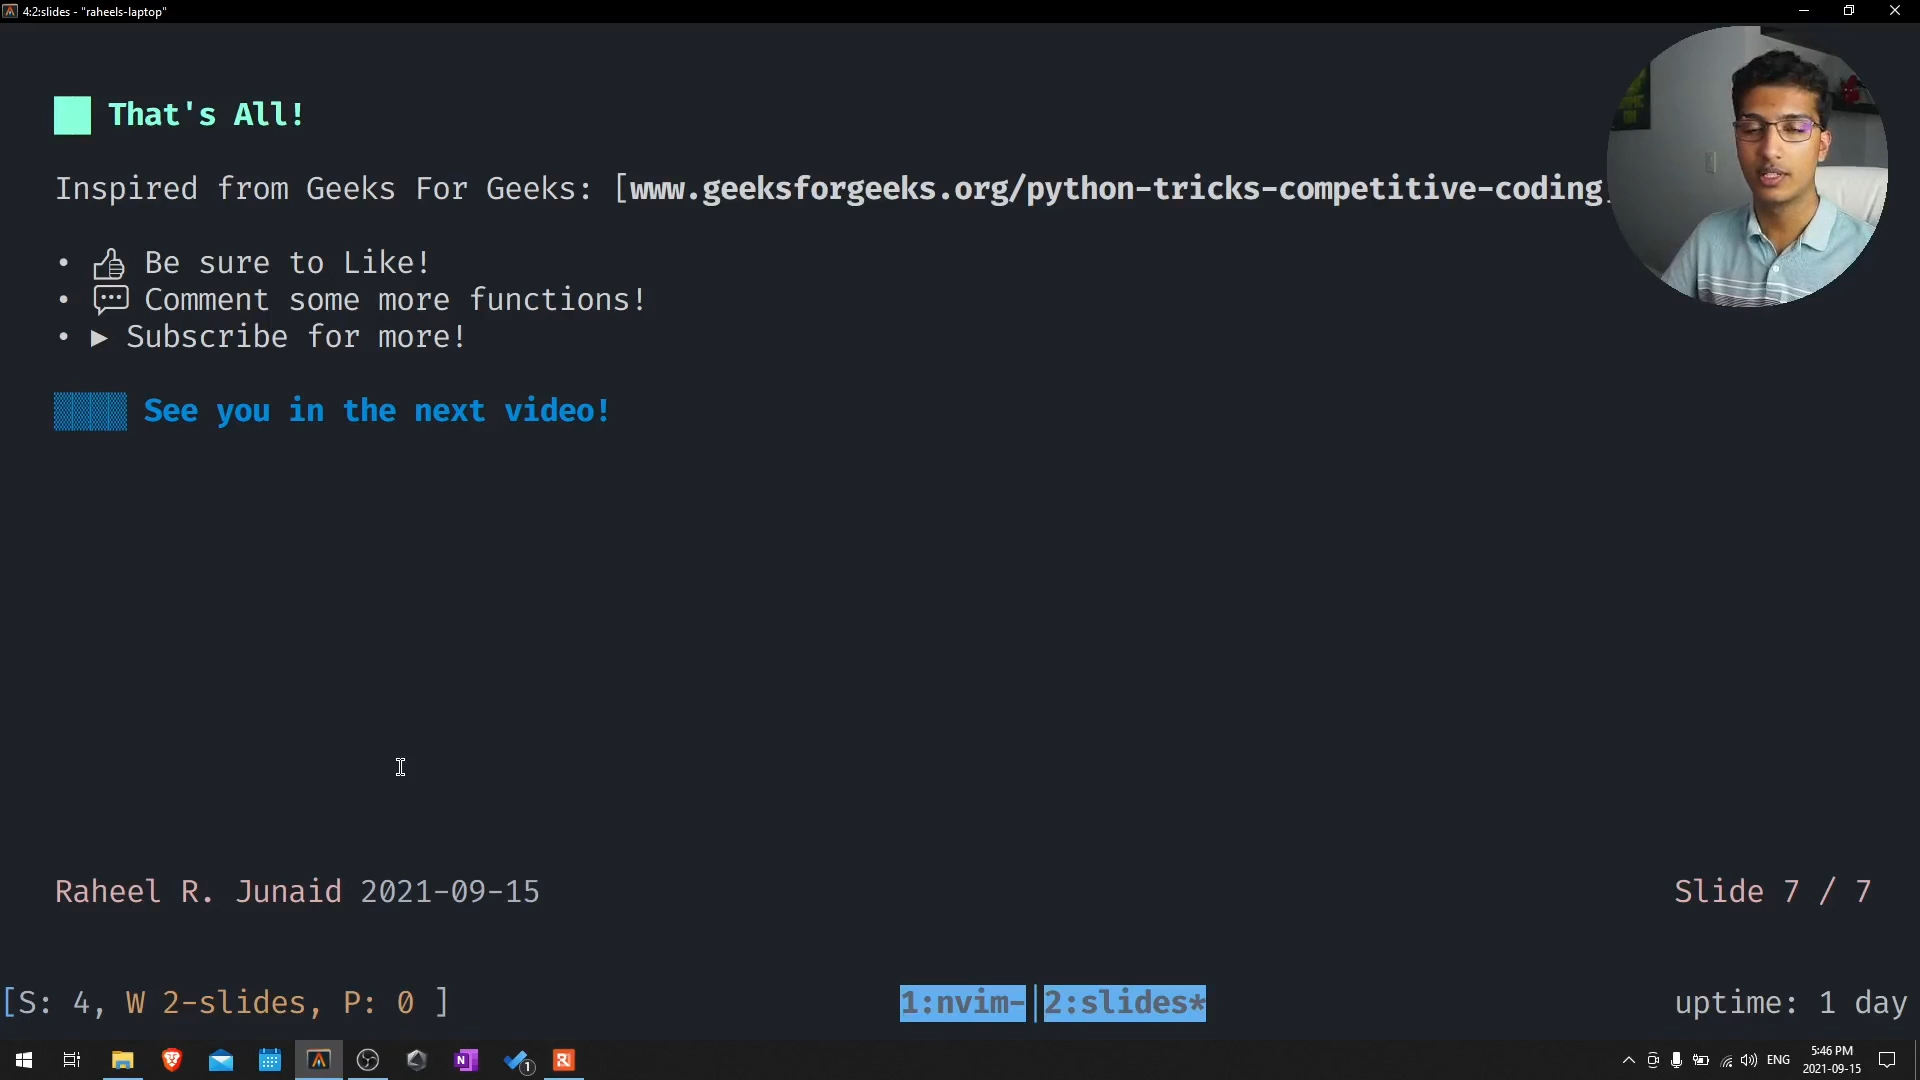 4:2:slides - "raheels-laptop"
That's All!
Inspired from Geeks For Geeks: [www.geeksforgeeks.org/python-tricks-competitive-coding
• Be sure to Like!
• Comment some more functions!
• ▶ Subscribe for more!
See you in the next video!
Raheel R. Junaid 2021-09-15
Slide 7 / 7
[S: 4, W 2-slides, P: 0 ]
1:nvim-|2:slides*
uptime: 1 day
N
1
ENG
5:46 PM
2021-09-15